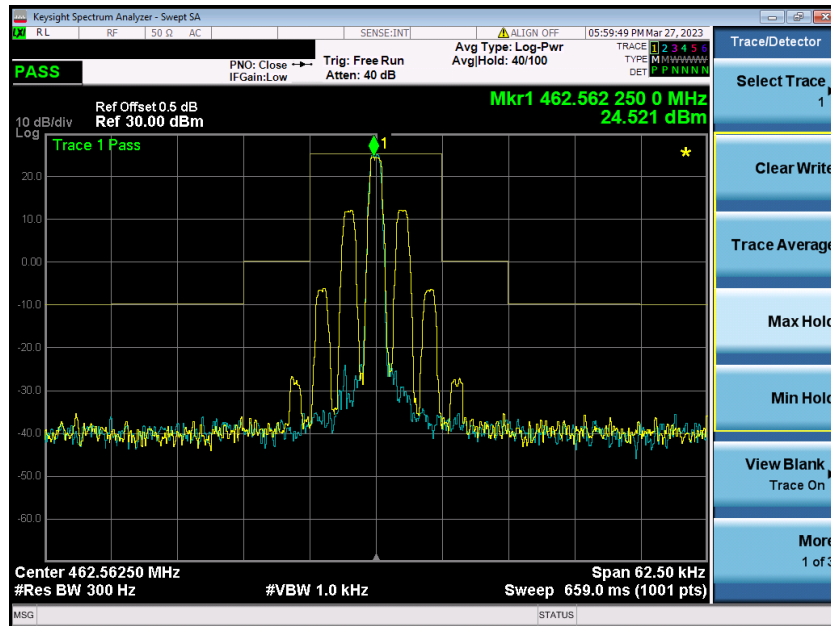 Keysight Spectrum Analyzer - Swept SA
LXI RL RF 50 Ω AC SENSE:INT ALIGN OFF 05:59:49 PM Mar 27, 2023
PASS
PNO: Close
IFGain:Low
Trig: Free Run
Atten: 40 dB
Avg Type: Log-Pwr
Avg|Hold: 40/100
TRACE 1 2 3 4 5 6
TYPE M M W W W W
DET P P N N N N
Mkr1 462.562 250 0 MHz
24.521 dBm
Ref Offset 0.5 dB
10 dB/div Ref 30.00 dBm
Log
Trace 1 Pass
1
*
20.0
10.0
0.00
-10.0
-20.0
-30.0
-40.0
-50.0
-60.0
Center 462.56250 MHz Span 62.50 kHz
#Res BW 300 Hz #VBW 1.0 kHz Sweep 659.0 ms (1001 pts)
MSG STATUS
Trace/Detector
Select Trace
1
Clear Write
Trace Average
Max Hold
Min Hold
View Blank
Trace On
More
1 of 3